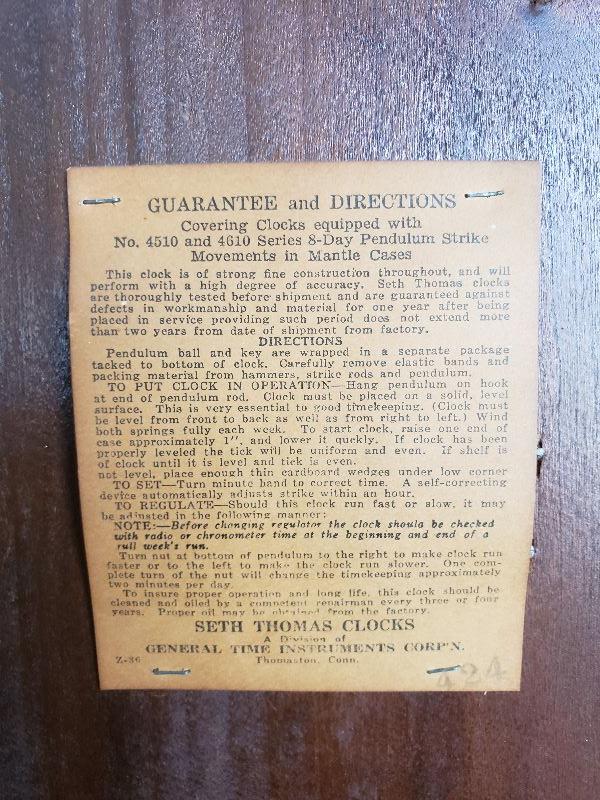 GUARANTEE and DIRECTIONS
Covering Clocks equipped with
No. 4510 and 4610 Series 8-Day Pendulum Strike
Movements in Mantle Cases
This clock is of strong fine construction throughout, and will
perform with a high degree of accuracy. Seth Thomas clocks
are thoroughly tested before shipment and are guaranteed against
defects in workmanship and material for one year after being
placed in service providing such period does not extend more
than two years from date of shipment from factory.
DIRECTIONS
Pendulum ball and key are wrapped in a separate package
tacked to bottom of clock. Carefully remove elastic bands and
packing material from hammers, strike rods and pendulum.
TO PUT CLOCK IN OPERATION—Hang pendulum on hook
at end of pendulum rod. Clock must be placed on a solid, level
surface. This is very essential to good timekeeping. (Clock must
be level from front to back as well as from right to left.) Wind
both springs fully each week. To start clock, raise one end of
case approximately 1", and lower it quckly. If clock has been
properly leveled the tick will be uniform and even. If shelf is
of clock until it is level and tick is even.
not level, place enough thin cardboard wedges under low corner
TO SET—Turn minute hand to correct time. A self-correcting
device automatically adjusts strike within an hour.
TO REGULATE—Should this clock run fast or slow, it may
be adjusted in the following manner:
NOTE:—Before changing regulator the clock should be checked
with radio or chronometer time at the beginning and end of a
full week's run.
Turn nut at bottom of pendulum to the right to make clock run
faster or to the left to make the clock run slower. One com-
plete turn of the nut will change the timekeeping approximately
two minutes per day.
To insure proper operation and long life, this clock should be
cleaned and oiled by a competent repairman every three or four
years. Proper oil may be obtained from the factory.
SETH THOMAS CLOCKS
A Division of
GENERAL TIME INSTRUMENTS CORP'N.
Z-36 Thomaston, Conn.
424